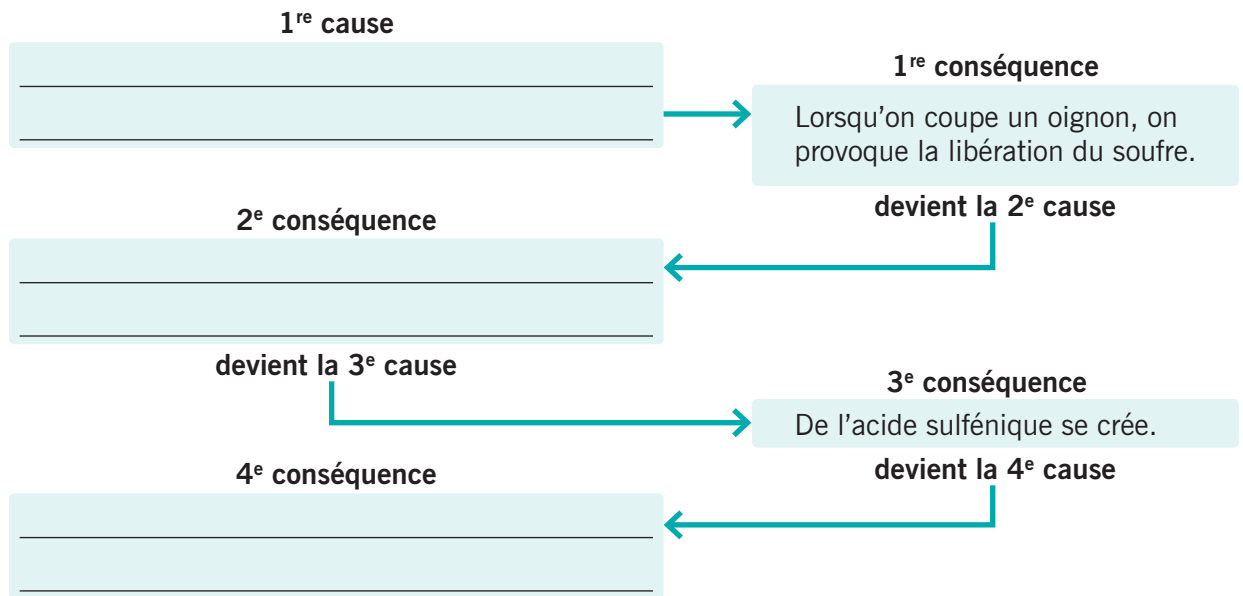 1re cause
1re conséquence
Lorsqu’on coupe un oignon, on
provoque la libération du soufre.
devient la 2e cause
2e conséquence
devient la 3e cause
3e conséquence
De l’acide sulfénique se crée.
devient la 4e cause
4e conséquence